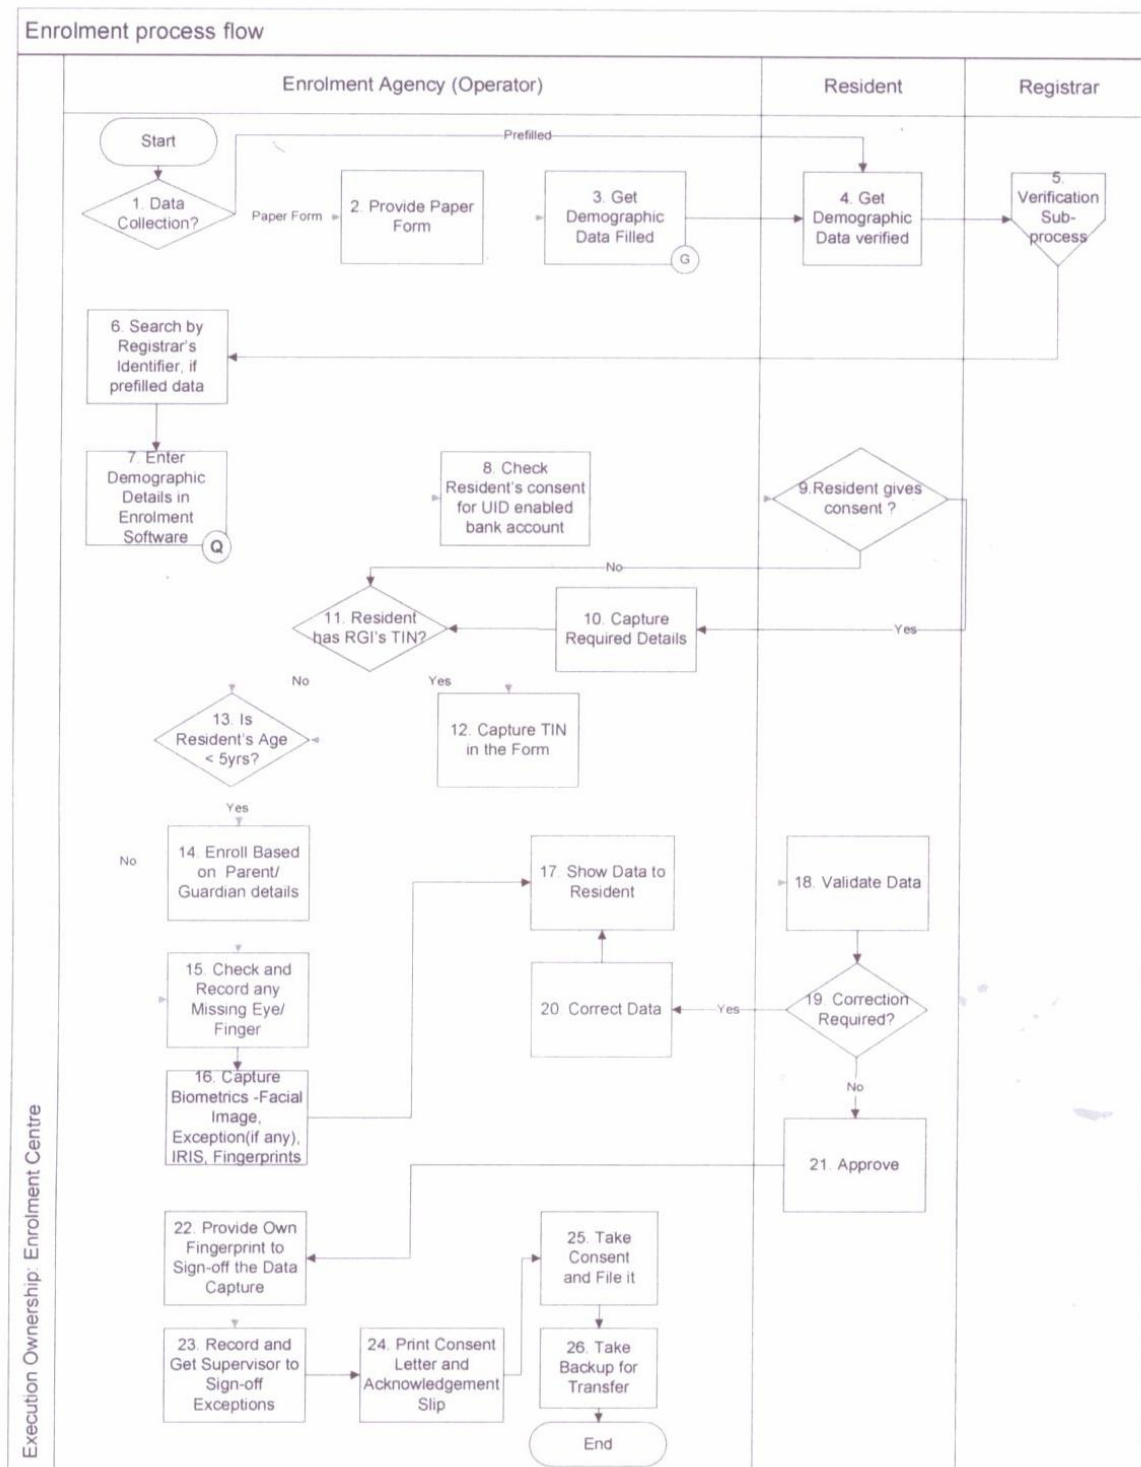 Enrolment process flow
Enrolment Agency (Operator)
Resident
Registrar
Start
Prefilled
1. Data
Collection?
Paper Form
2. Provide Paper
Form
3. Get
Demographic
Data Filled
G
4. Get
Demographic
Data verified
5.
Verification
Sub-
process
6. Search by
Registrar's
Identifier, if
prefilled data
7. Enter
Demographic
Details in
Enrolment
Software
Q
8. Check
Resident's consent
for UID enabled
bank account
9.Resident gives
consent ?
No
Yes
10. Capture
Required Details
11. Resident
has RGI's TIN?
No
Yes
12. Capture TIN
in the Form
13. Is
Resident's Age
< 5yrs?
Yes
No
14. Enroll Based
on Parent/
Guardian details
15. Check and
Record any
Missing Eye/
Finger
16. Capture
Biometrics -Facial
Image,
Exception(if any),
IRIS, Fingerprints
17. Show Data to
Resident
18. Validate Data
19. Correction
Required?
Yes
20. Correct Data
No
21. Approve
22. Provide Own
Fingerprint to
Sign-off the Data
Capture
23. Record and
Get Supervisor to
Sign-off
Exceptions
24. Print Consent
Letter and
Acknowledgement
Slip
25. Take
Consent
and File it
26. Take
Backup for
Transfer
End
Execution Ownership: Enrolment Centre